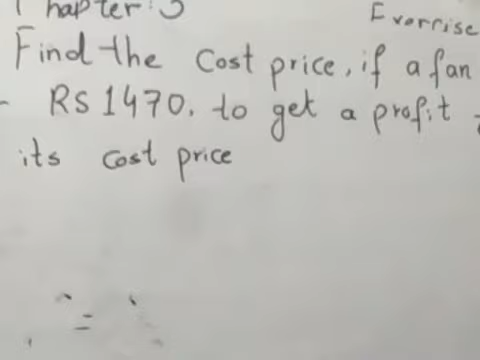 hapter: 3
Exercise
Find the Cost price, if a fan
RS 1470. to get a profit
its cost price